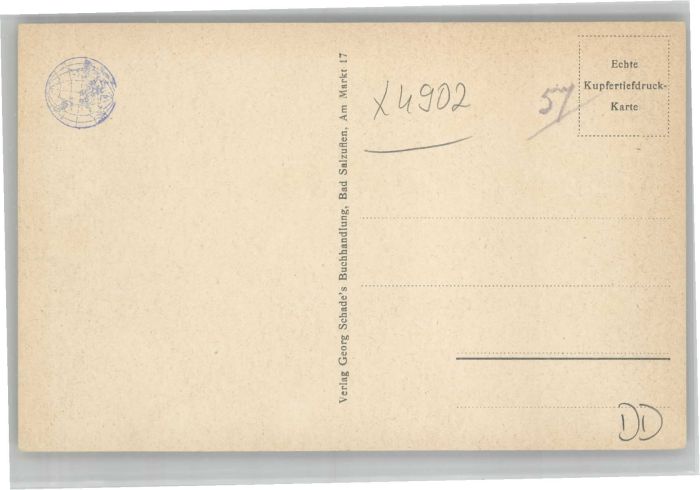 Verlag Georg Schade's Buchhandlung, Bad Salzuflen, Am Markt 17
x4902
57
Echte
Kupfertiefdruck-
Karte
DD